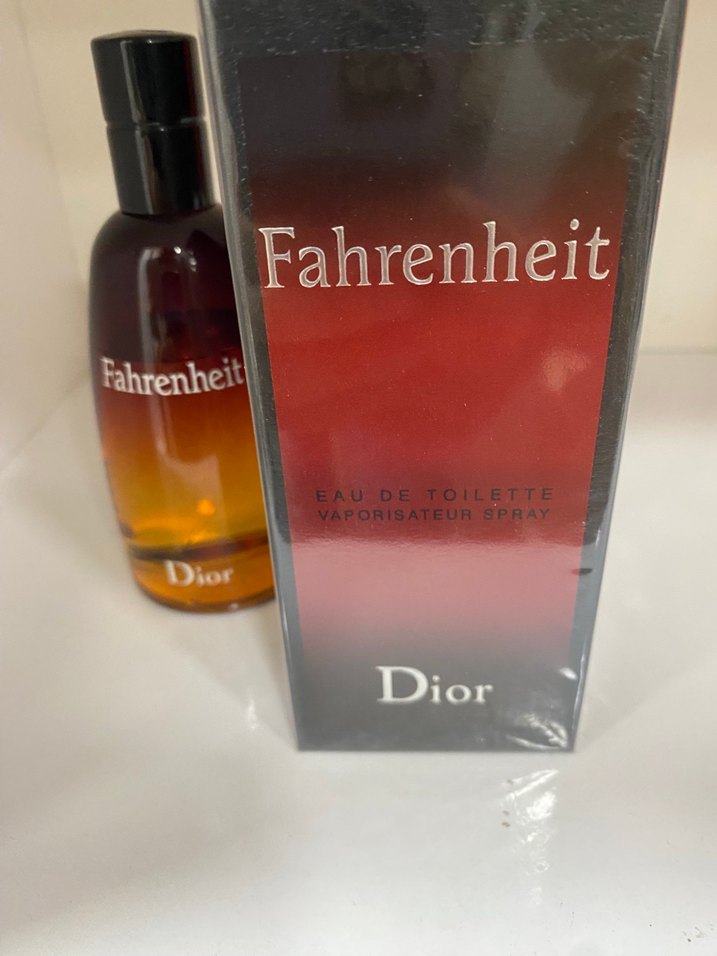 Fahrenheit
Dior
Fahrenheit
EAU DE TOILETTE
VAPORISATEUR SPRAY
Dior